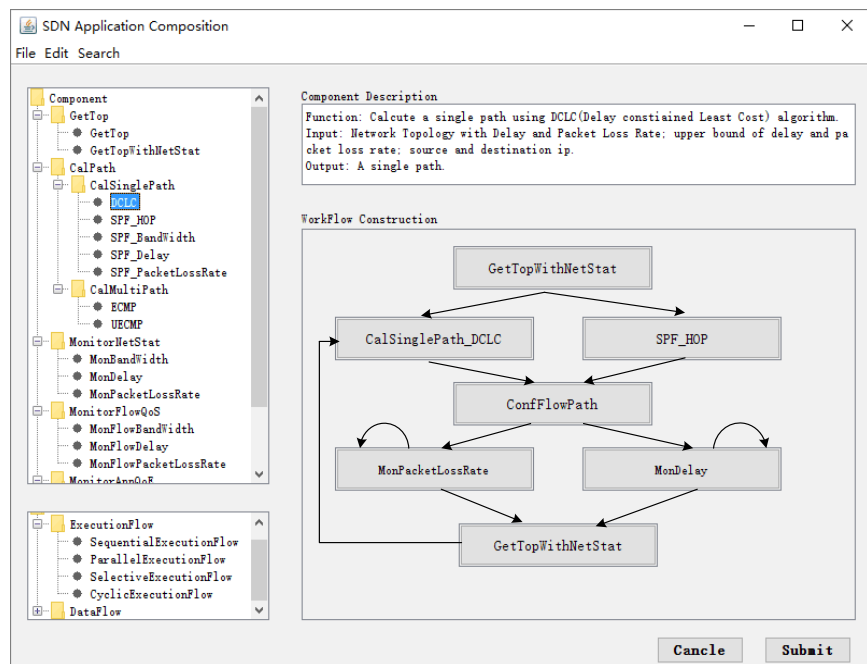 SDN Application Composition
File Edit Search
Component
GetTop
GetTop
GetTopWithNetStat
CalPath
CalSinglePath
DCLC
SPF_HOP
SPF_BandWidth
SPF_Delay
SPF_PacketLossRate
CalMultiPath
ECMP
UECMP
MonitorNetStat
MonBandWidth
MonDelay
MonPacketLossRate
MonitorFlowQoS
MonFlowBandWidth
MonFlowDelay
MonFlowPacketLossRate
MonitorAppQoE
ExecutionFlow
SequentialExecutionFlow
ParallelExecutionFlow
SelectiveExecutionFlow
CyclicExecutionFlow
DataFlow
Component Description
Function: Calcute a single path using DCLC(Delay constiained Least Cost) algorithm.
Input: Network Topology with Delay and Packet Loss Rate; upper bound of delay and pa
cket loss rate; source and destination ip.
Output: A single path.
WorkFlow Construction
GetTopWithNetStat
CalSinglePath_DCLC SPF_HOP
ConfFlowPath
MonPacketLossRate MonDelay
GetTopWithNetStat
Cancle Submit